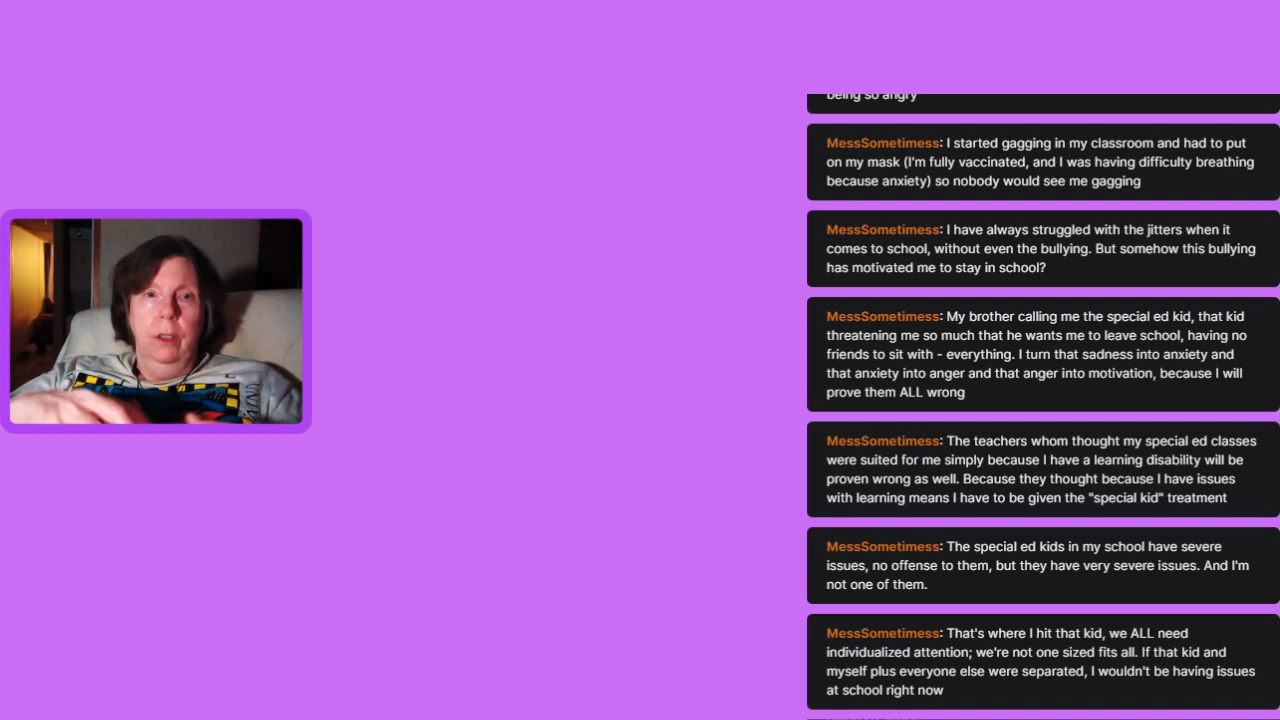 being so angry
MessSometimess: I started gagging in my classroom and had to put
on my mask (I'm fully vaccinated, and I was having difficulty breathing
because anxiety) so nobody would see me gagging
MessSometimess: I have always struggled with the jitters when it
comes to school, without even the bullying. But somehow this bullying
has motivated me to stay in school?
MessSometimess: My brother calling me the special ed kid, that kid
threatening me so much that he wants me to leave school, having no
friends to sit with - everything. I turn that sadness into anxiety and
that anxiety into anger and that anger into motivation, because I will
prove them ALL wrong
MessSometimess: The teachers whom thought my special ed classes
were suited for me simply because I have a learning disability will be
proven wrong as well. Because they thought because I have issues
with learning means I have to be given the "special kid" treatment
MessSometimess: The special ed kids in my school have severe
issues, no offense to them, but they have very severe issues. And I'm
not one of them.
MessSometimess: That's where I hit that kid, we ALL need
individualized attention; we're not one sized fits all. If that kid and
myself plus everyone else were separated, I wouldn't be having issues
at school right now